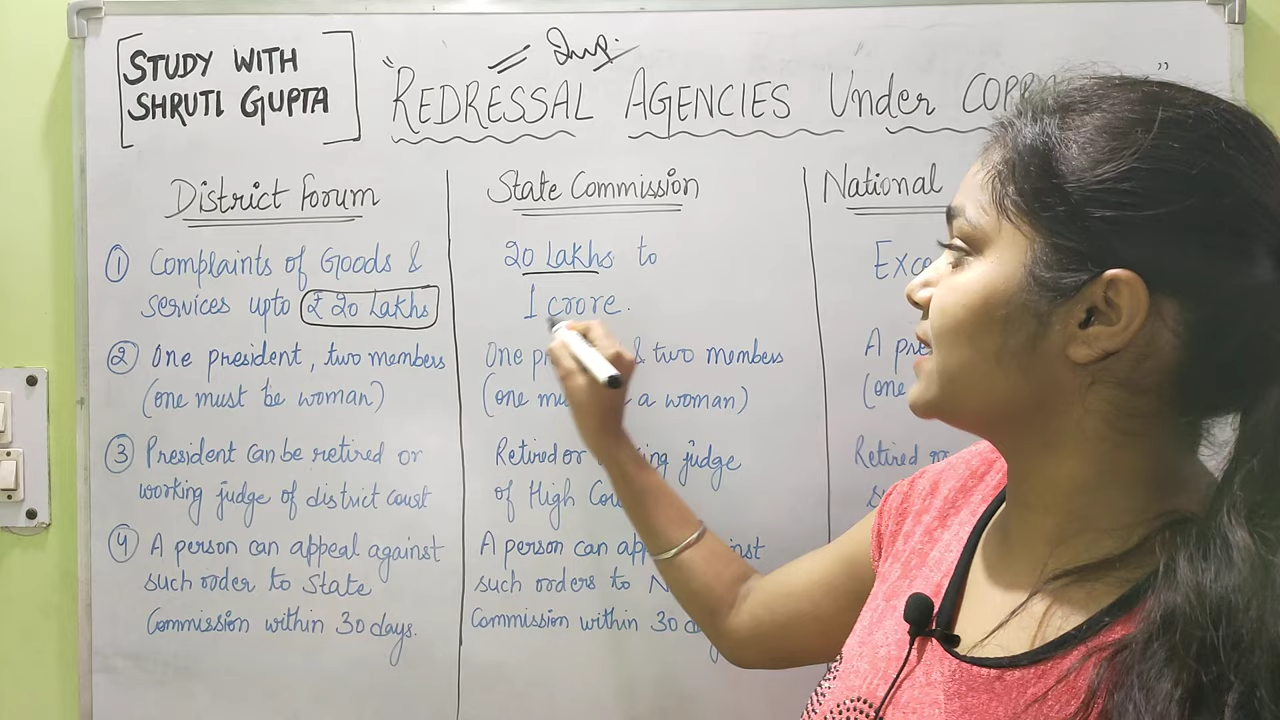 STUDY WITH
SHRUTI GUPTA
Imp.
"REDRESSAL AGENCIES Under COPRA "
District Forum
① Complaints of Goods &
services upto ₹ 20 Lakhs
② One president, two members
(one must be woman)
③ President can be retired or
working judge of district court
④ A person can appeal against
such order to State
Commission within 30 days.
State Commission
20 Lakhs to
1 crore.
One & two members
(one a woman)
Retired or judge
of High
A person can
such orders to
Commission within 30
National
A
(one
Retired or